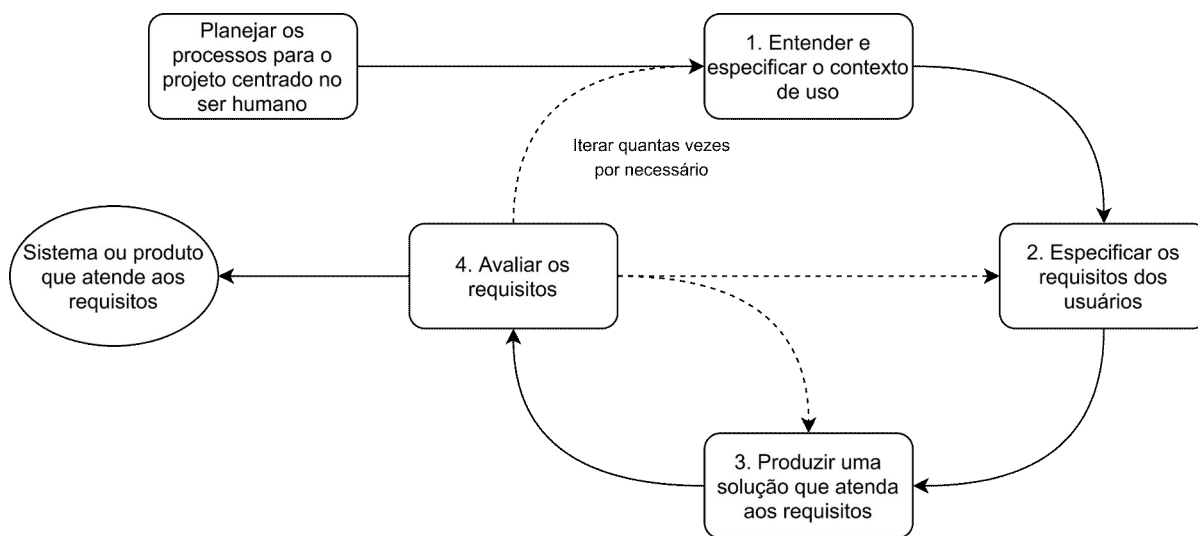 Planejar os
processos para o
projeto centrado no
ser humano
1. Entender e
especificar o contexto
de uso
Iterar quantas vezes
por necessário
Sistema ou produto
que atende aos
requisitos
4. Avaliar os
requisitos
2. Especificar os
requisitos dos
usuários
3. Produzir uma
solução que atenda
aos requisitos